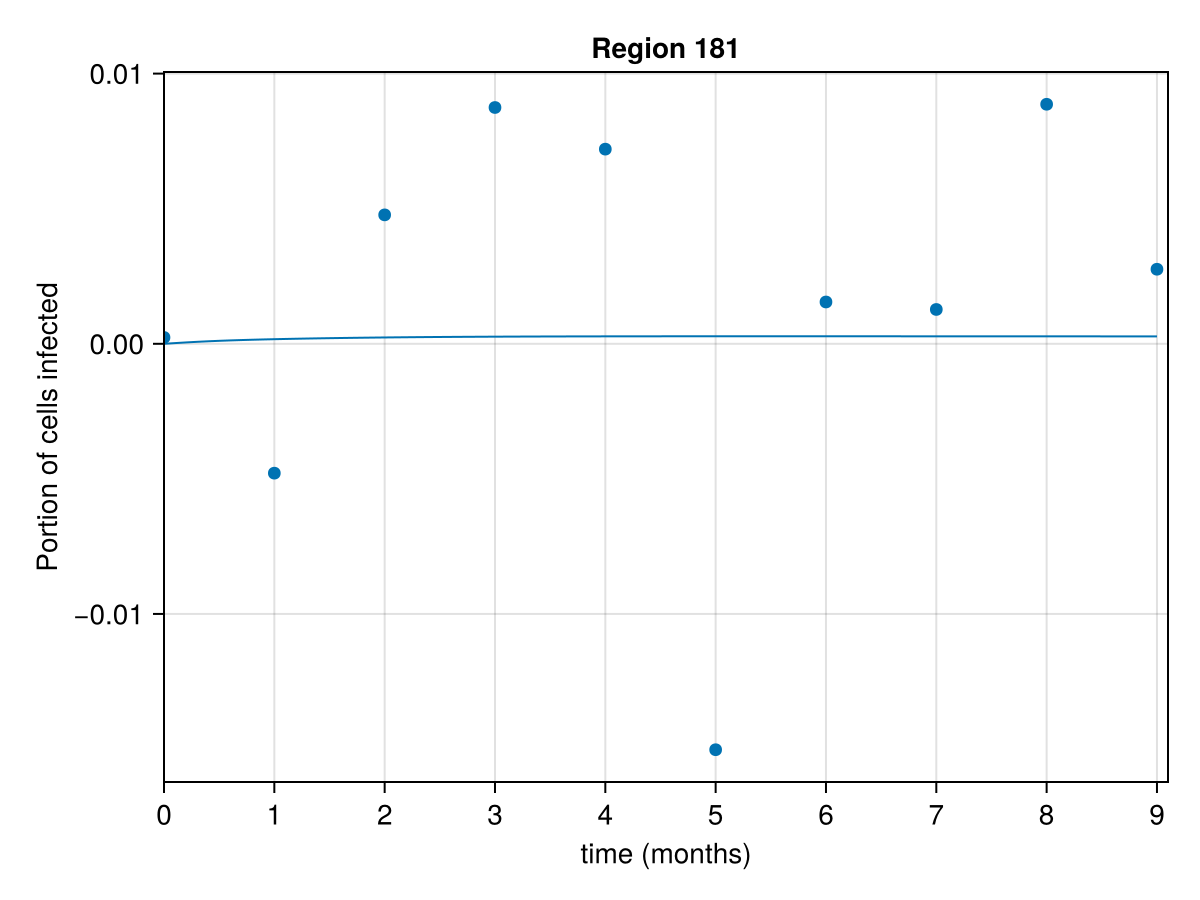 Region 181
0.01
0.00
−0.01
Portion of cells infected
0 1 2 3 4 5 6 7 8 9
time (months)